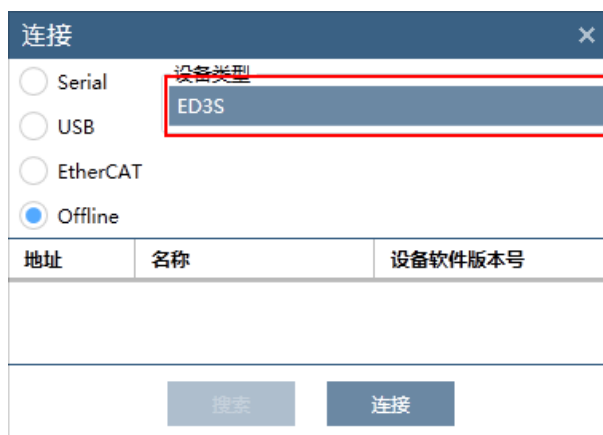 连接
Serial
设备类型
ED3S
USB
EtherCAT
Offline
地址 名称 设备软件版本号
搜索 连接